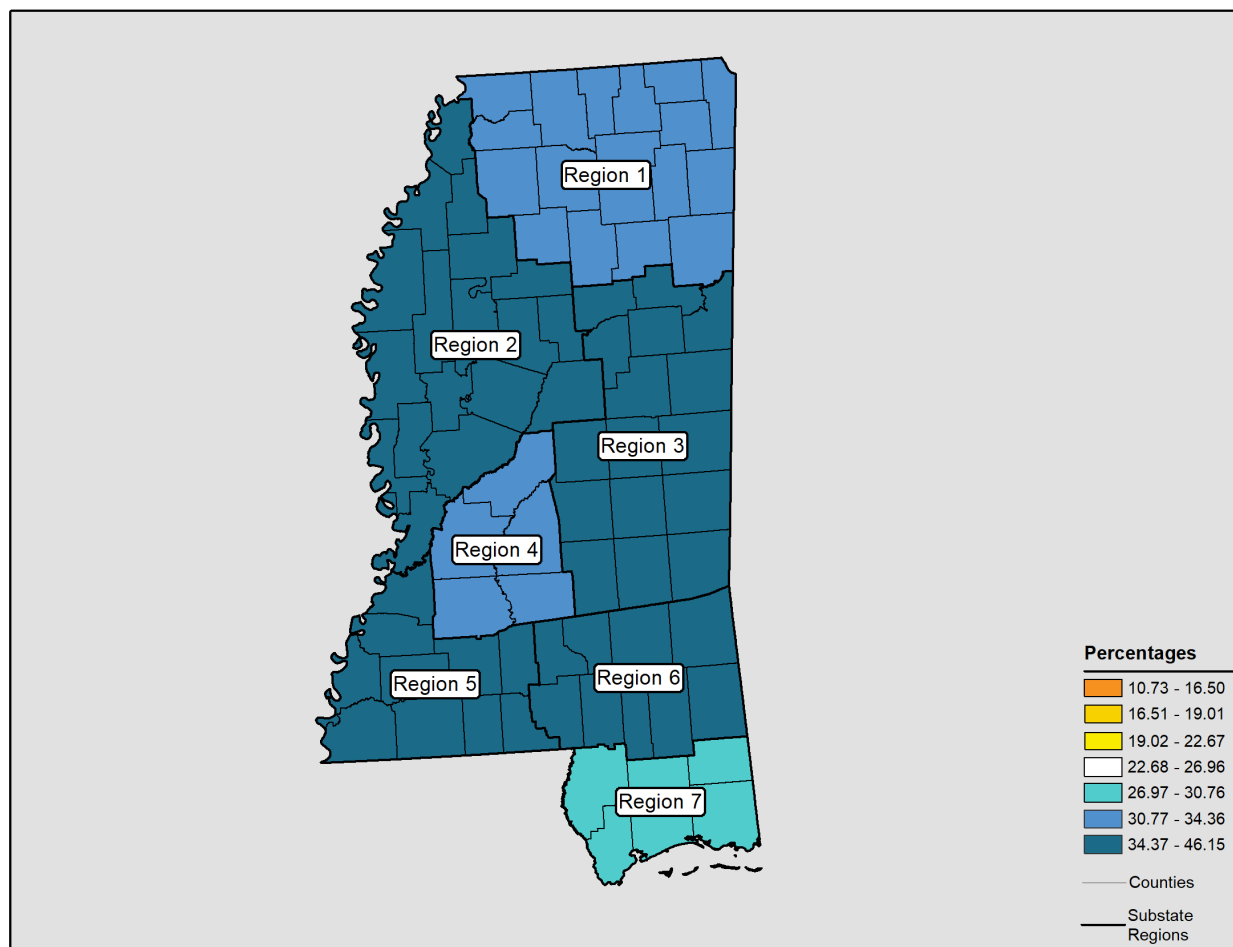 Region 1
Region 2
Region 3
Region 4
Region 5
Region 6
Region 7
Percentages
10.73 - 16.50
16.51 - 19.01
19.02 - 22.67
22.68 - 26.96
26.97 - 30.76
30.77 - 34.36
34.37 - 46.15
Counties
Substate
Regions